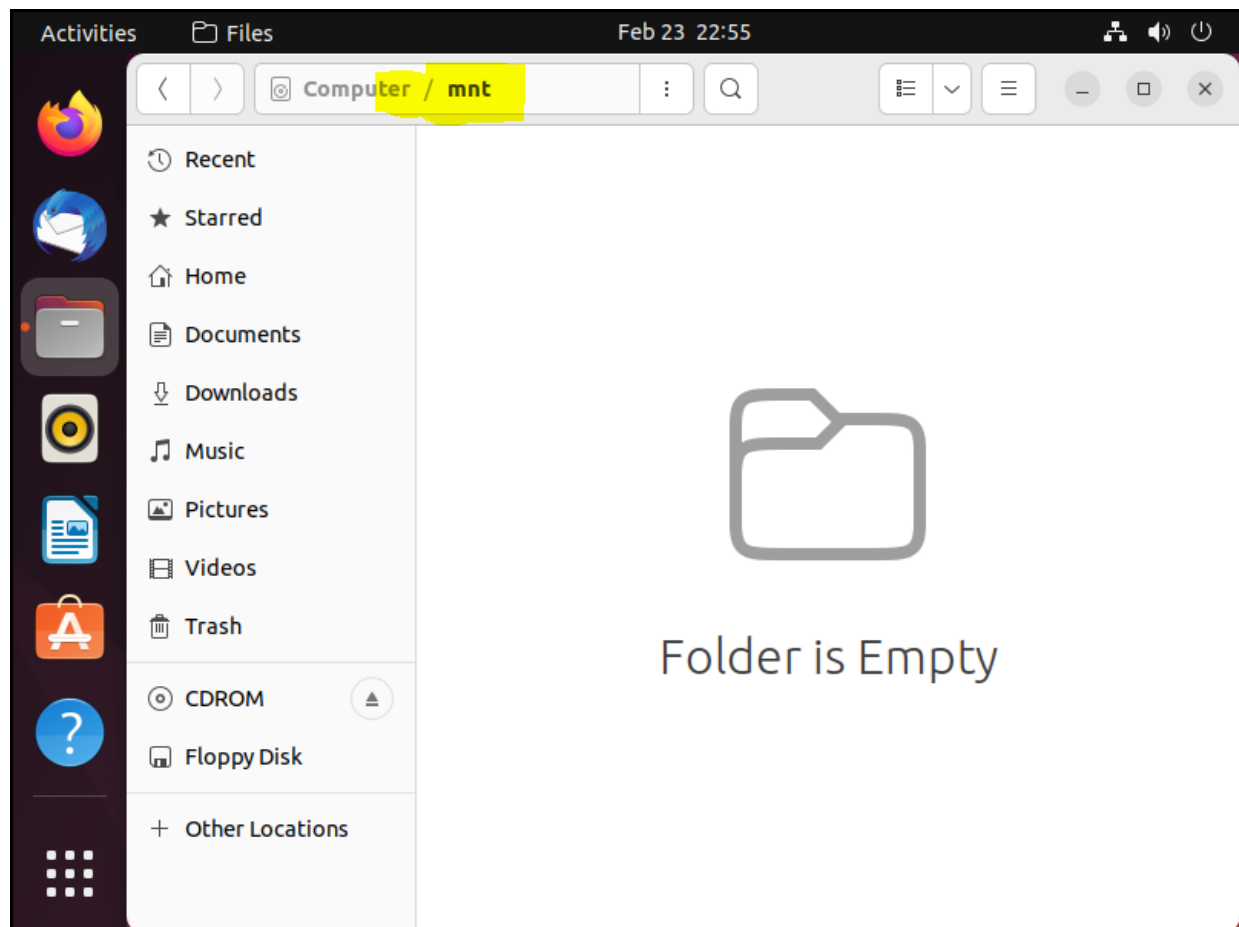 Activities Files Feb 23 22:55
Computer / mnt
Recent
Starred
Home
Documents
Downloads
Music
Pictures
Videos
Trash
CDROM
Floppy Disk
Other Locations
Folder is Empty